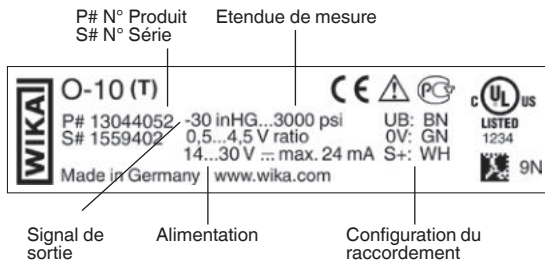 P# N° Produit
S# N° Série
Etendue de mesure
WIKAI
O-10 (T)
P# 13044052
S# 1559402
-30 inHG...3000 psi
0,5...4,5 V ratio
14...30 V ⎓ max. 24 mA
UB: BN
0V: GN
S+: WH
Made in Germany www.wika.com
CE
PG
c UL US
LISTED
1234
9N
Signal de
sortie
Alimentation
Configuration du
raccordement